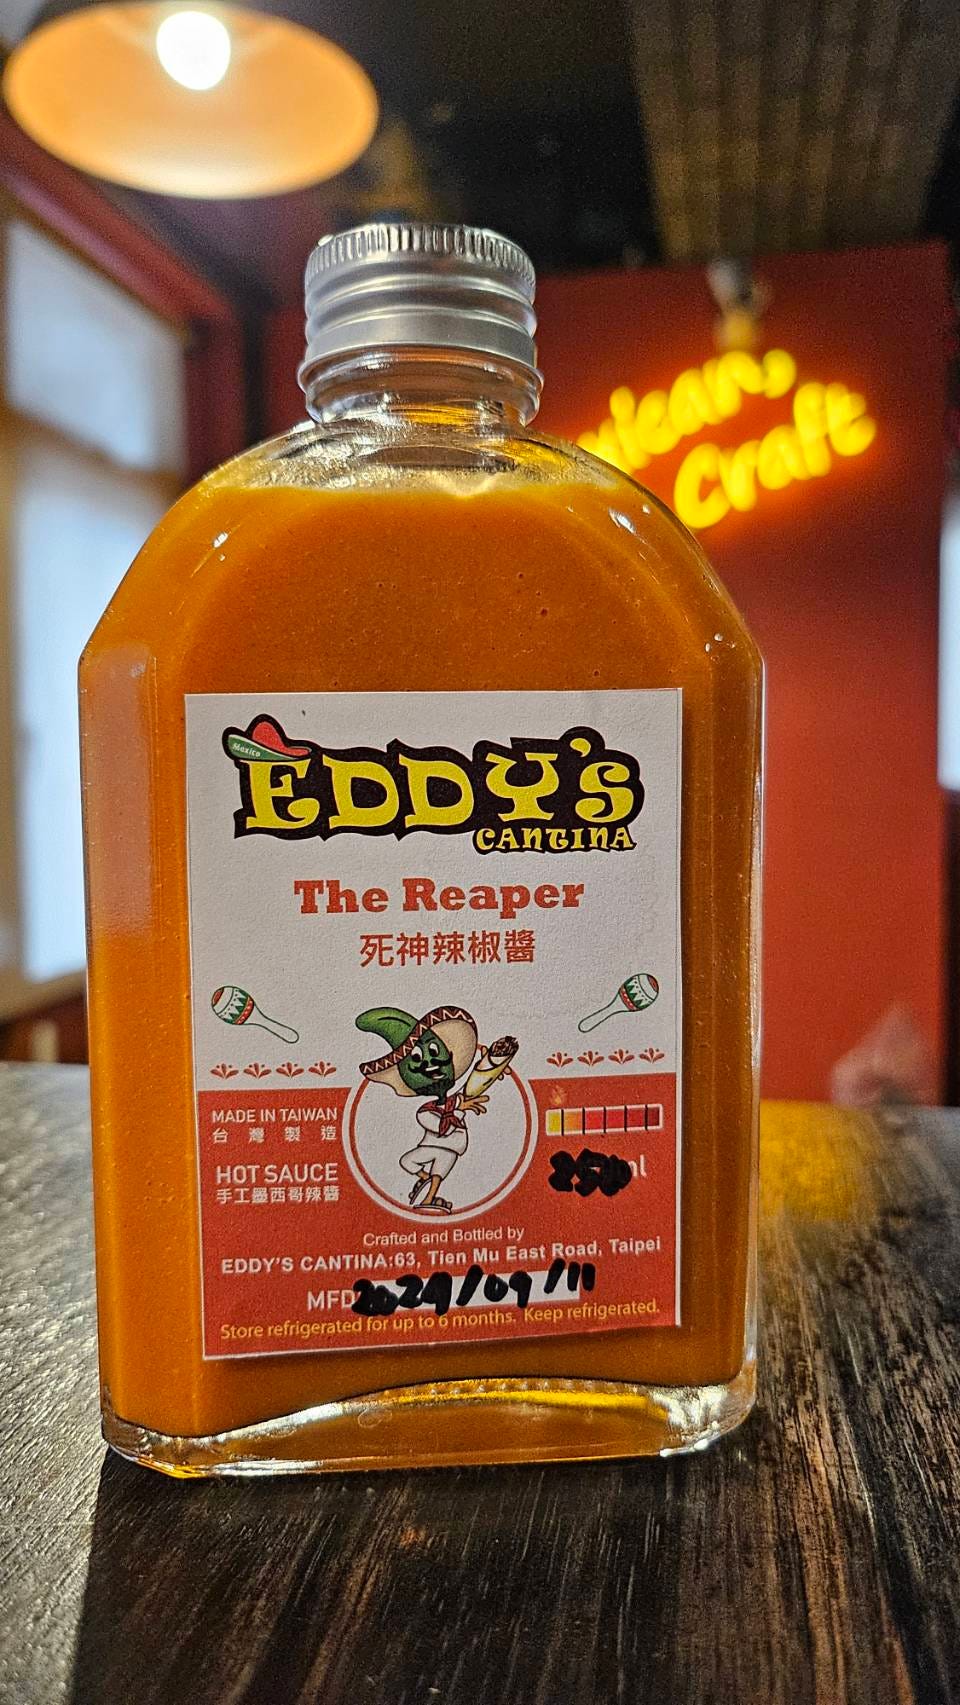 Mexico
EDDY'S
CANTINA
The Reaper
死神辣椒醬
MADE IN TAIWAN
台灣製造
HOT SAUCE
手工墨西哥辣醬
250ml
Crafted and Bottled by
EDDY'S CANTINA:63, Tien Mu East Road, Taipei
MFD 2024/09/11
Store refrigerated for up to 6 months. Keep refrigerated.
Craft